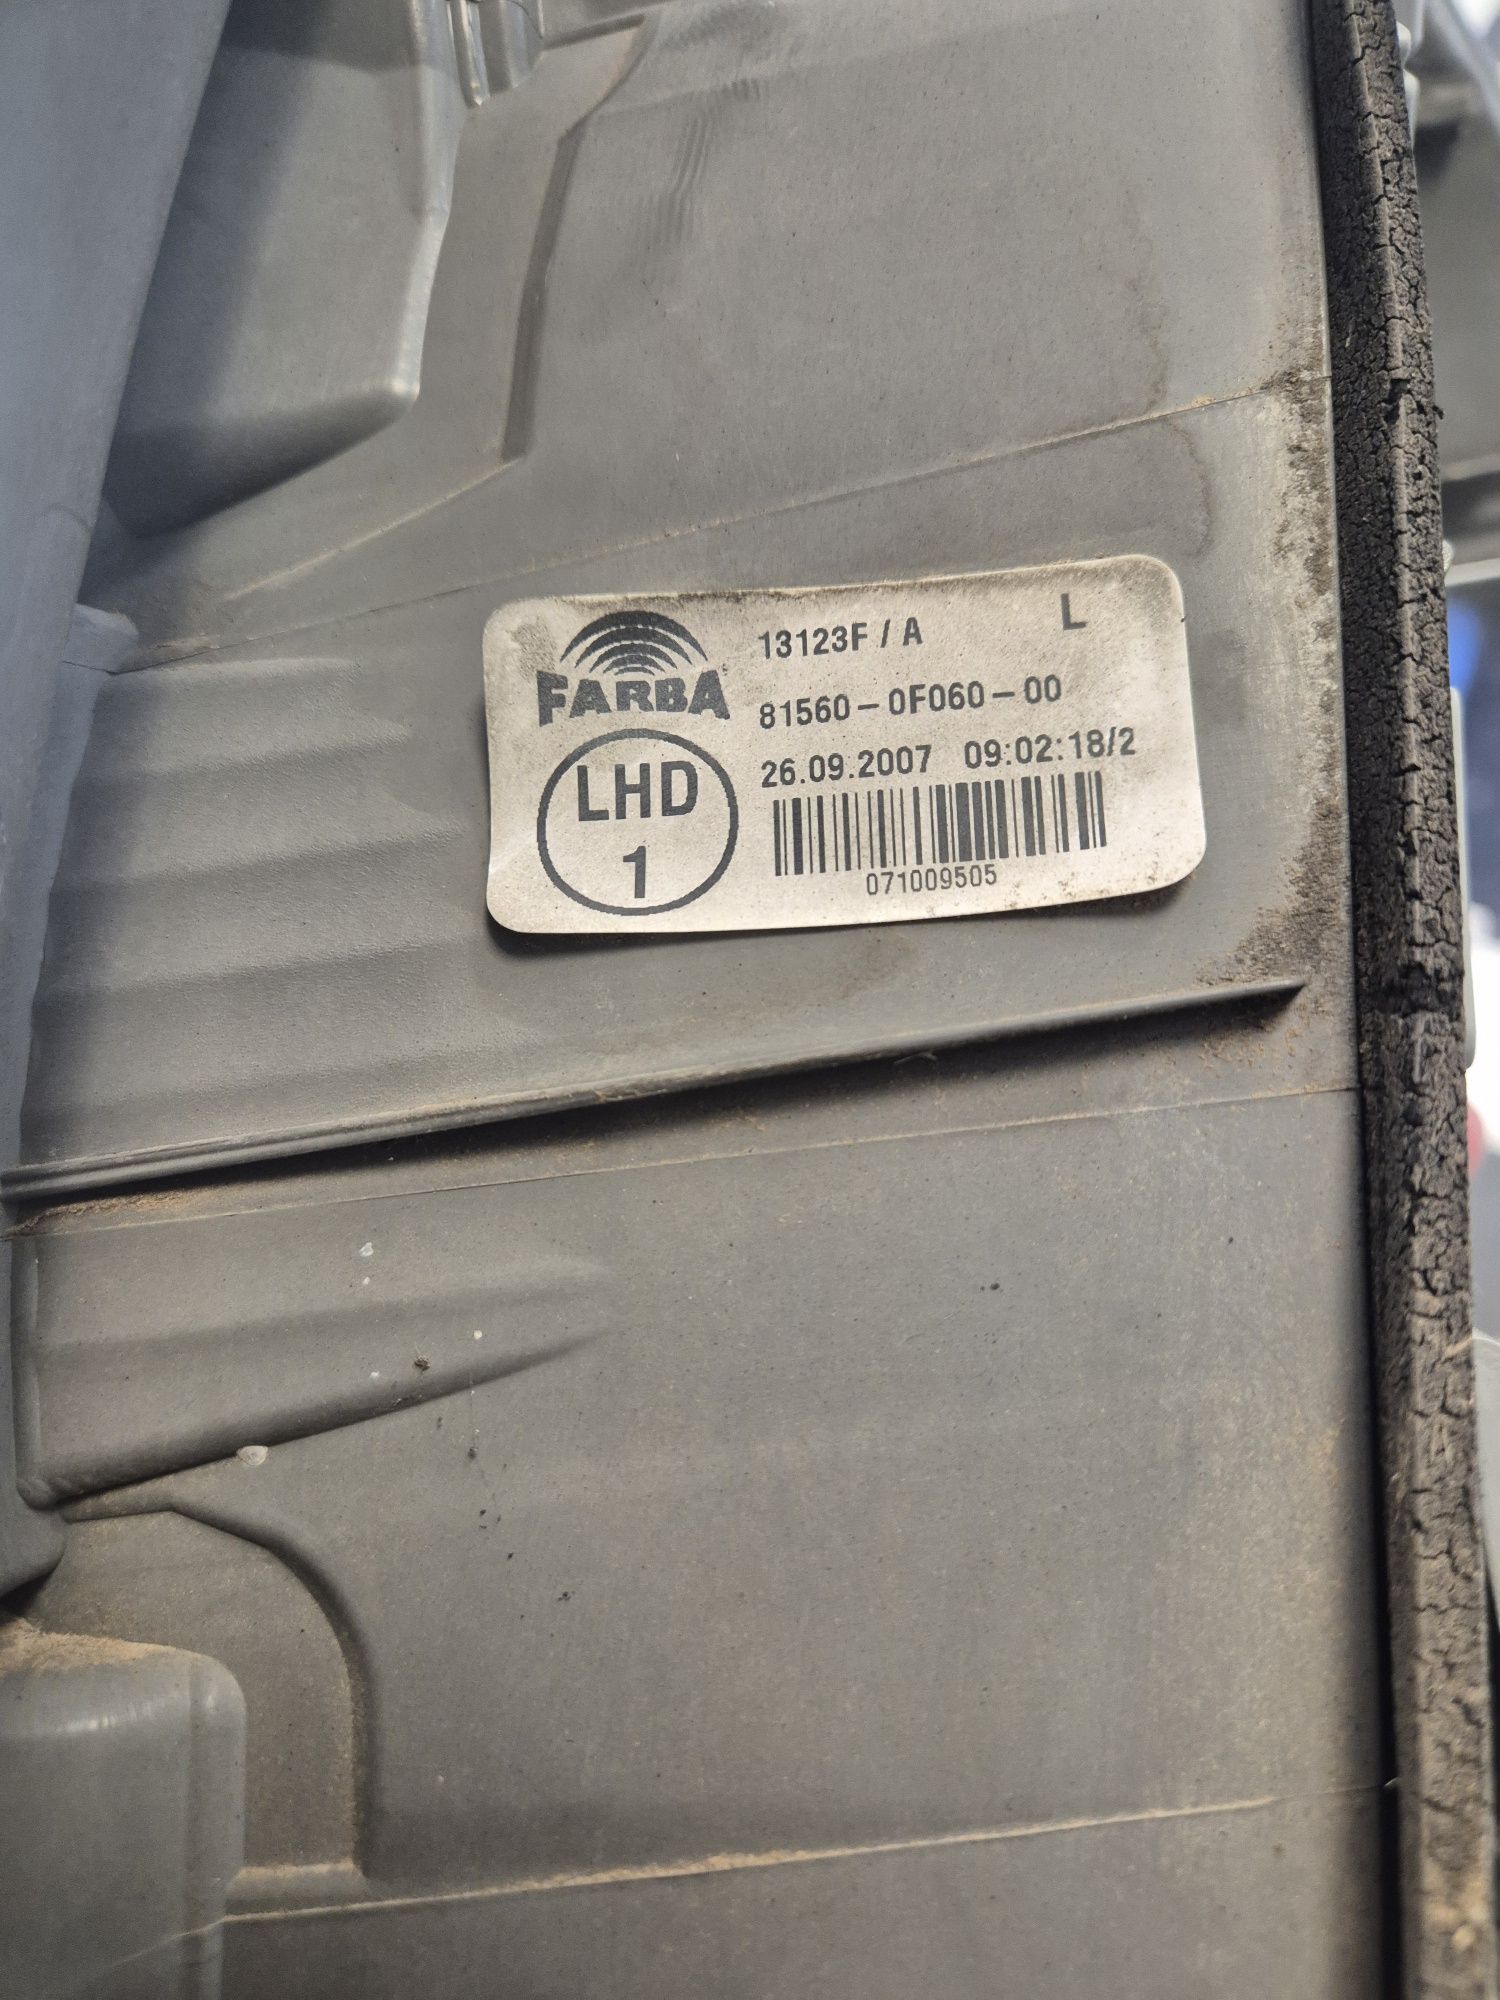 FARBA
13123F / A L
81560-0F060-00
26.09.2007 09:02:18/2
LHD
1
071009505